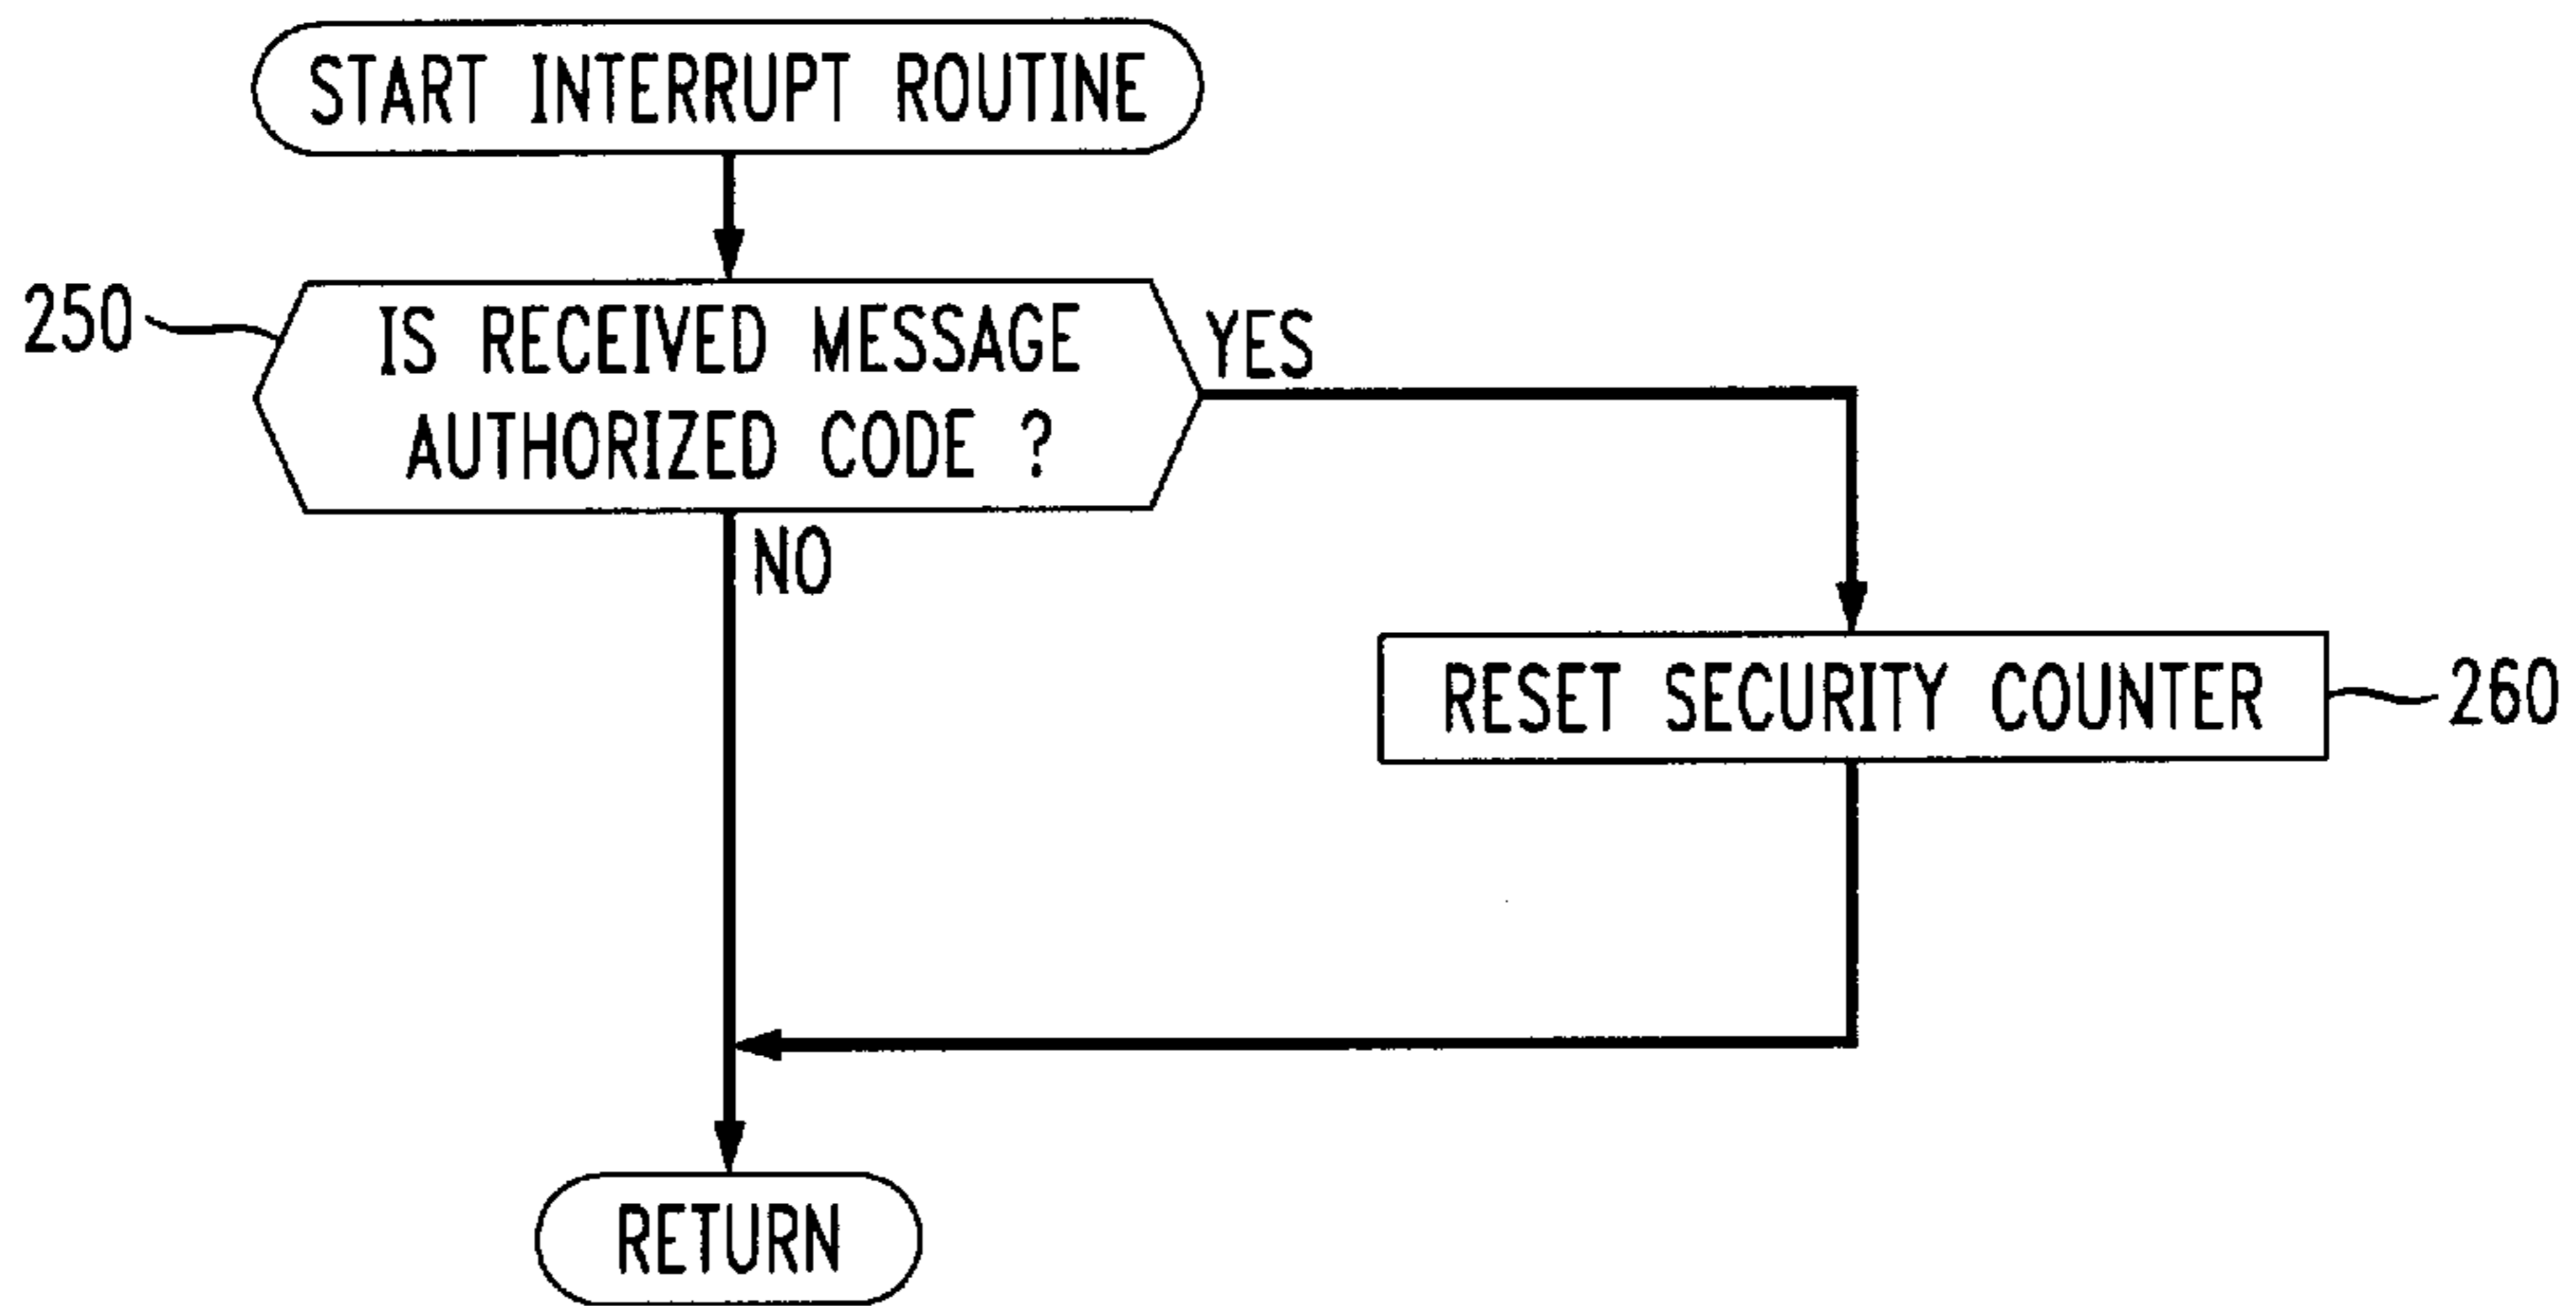 START INTERRUPT ROUTINE
250
IS RECEIVED MESSAGE
AUTHORIZED CODE ?
YES
NO
RESET SECURITY COUNTER
260
RETURN